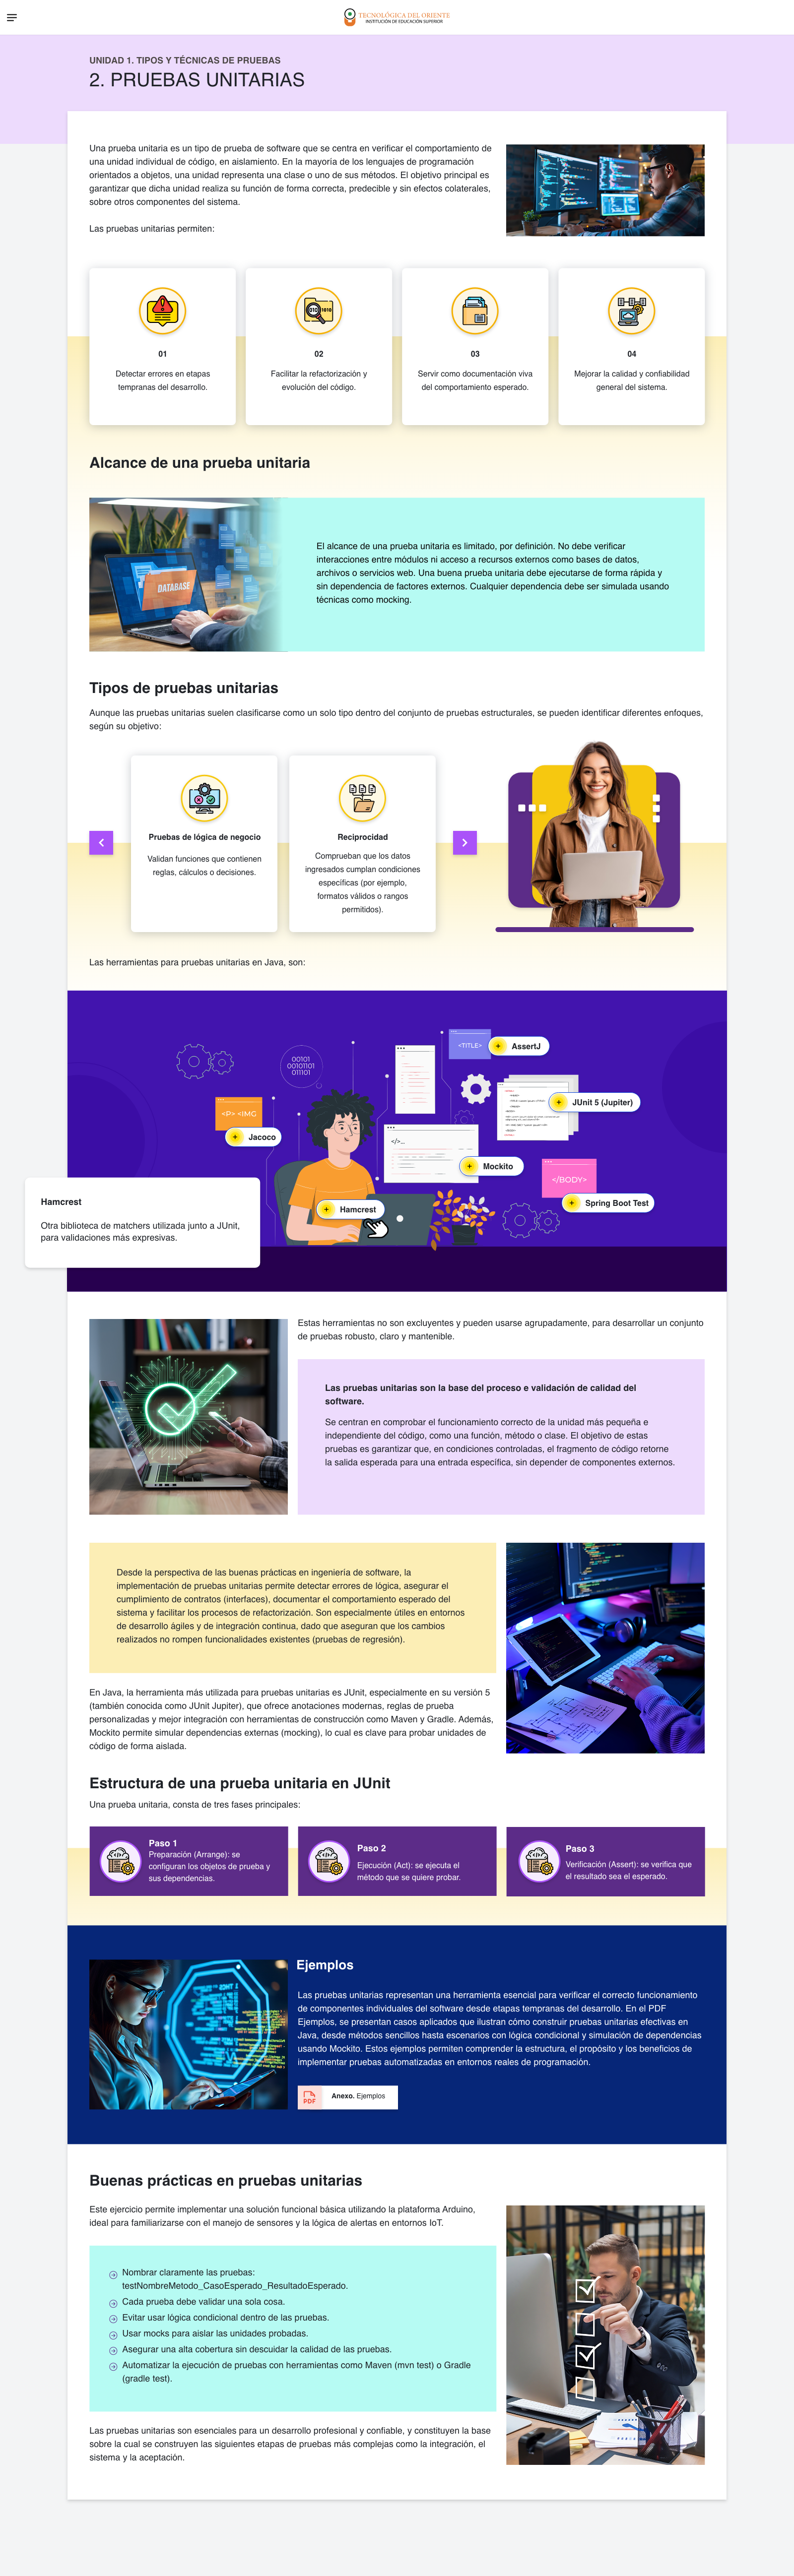 TECNOLÓGICA DEL ORIENTE
INSTITUCIÓN DE EDUCACIÓN SUPERIOR
UNIDAD 1. TIPOS Y TÉCNICAS DE PRUEBAS
2. PRUEBAS UNITARIAS
Una prueba unitaria es un tipo de prueba de software que se centra en verificar el comportamiento de
una unidad individual de código, en aislamiento. En la mayoría de los lenguajes de programación
orientados a objetos, una unidad representa una clase o uno de sus métodos. El objetivo principal es
garantizar que dicha unidad realiza su función de forma correcta, predecible y sin efectos colaterales,
sobre otros componentes del sistema.
Las pruebas unitarias permiten:
01
Detectar errores en etapas
tempranas del desarrollo.
02
Facilitar la refactorización y
evolución del código.
03
Servir como documentación viva
del comportamiento esperado.
04
Mejorar la calidad y confiabilidad
general del sistema.
Alcance de una prueba unitaria
DATABASE
El alcance de una prueba unitaria es limitado, por definición. No debe verificar
interacciones entre módulos ni acceso a recursos externos como bases de datos,
archivos o servicios web. Una buena prueba unitaria debe ejecutarse de forma rápida y
sin dependencia de factores externos. Cualquier dependencia debe ser simulada usando
técnicas como mocking.
Tipos de pruebas unitarias
Aunque las pruebas unitarias suelen clasificarse como un solo tipo dentro del conjunto de pruebas estructurales, se pueden identificar diferentes enfoques,
según su objetivo:
Pruebas de lógica de negocio
Validan funciones que contienen
reglas, cálculos o decisiones.
Reciprocidad
Comprueban que los datos
ingresados cumplan condiciones
específicas (por ejemplo,
formatos válidos o rangos
permitidos).
Las herramientas para pruebas unitarias en Java, son:
<TITLE>
AssertJ
00101
00101101
011101
JUnit 5 (Jupiter)
<P> <IMG
Jacoco
</>_
Mockito
</BODY>
Spring Boot Test
Hamcrest
Hamcrest
Otra biblioteca de matchers utilizada junto a JUnit,
para validaciones más expresivas.
Estas herramientas no son excluyentes y pueden usarse agrupadamente, para desarrollar un conjunto
de pruebas robusto, claro y mantenible.
Las pruebas unitarias son la base del proceso e validación de calidad del
software.
Se centran en comprobar el funcionamiento correcto de la unidad más pequeña e
independiente del código, como una función, método o clase. El objetivo de estas
pruebas es garantizar que, en condiciones controladas, el fragmento de código retorne
la salida esperada para una entrada específica, sin depender de componentes externos.
Desde la perspectiva de las buenas prácticas en ingeniería de software, la
implementación de pruebas unitarias permite detectar errores de lógica, asegurar el
cumplimiento de contratos (interfaces), documentar el comportamiento esperado del
sistema y facilitar los procesos de refactorización. Son especialmente útiles en entornos
de desarrollo ágiles y de integración continua, dado que aseguran que los cambios
realizados no rompen funcionalidades existentes (pruebas de regresión).
En Java, la herramienta más utilizada para pruebas unitarias es JUnit, especialmente en su versión 5
(también conocida como JUnit Jupiter), que ofrece anotaciones modernas, reglas de prueba
personalizadas y mejor integración con herramientas de construcción como Maven y Gradle. Además,
Mockito permite simular dependencias externas (mocking), lo cual es clave para probar unidades de
código de forma aislada.
Estructura de una prueba unitaria en JUnit
Una prueba unitaria, consta de tres fases principales:
Paso 1
Preparación (Arrange): se
configuran los objetos de prueba y
sus dependencias.
Paso 2
Ejecución (Act): se ejecuta el
método que se quiere probar.
Paso 3
Verificación (Assert): se verifica que
el resultado sea el esperado.
Ejemplos
Las pruebas unitarias representan una herramienta esencial para verificar el correcto funcionamiento
de componentes individuales del software desde etapas tempranas del desarrollo. En el PDF
Ejemplos, se presentan casos aplicados que ilustran cómo construir pruebas unitarias efectivas en
Java, desde métodos sencillos hasta escenarios con lógica condicional y simulación de dependencias
usando Mockito. Estos ejemplos permiten comprender la estructura, el propósito y los beneficios de
implementar pruebas automatizadas en entornos reales de programación.
PDF
Anexo. Ejemplos
Buenas prácticas en pruebas unitarias
Este ejercicio permite implementar una solución funcional básica utilizando la plataforma Arduino,
ideal para familiarizarse con el manejo de sensores y la lógica de alertas en entornos IoT.
Nombrar claramente las pruebas:
testNombreMetodo_CasoEsperado_ResultadoEsperado.
Cada prueba debe validar una sola cosa.
Evitar usar lógica condicional dentro de las pruebas.
Usar mocks para aislar las unidades probadas.
Asegurar una alta cobertura sin descuidar la calidad de las pruebas.
Automatizar la ejecución de pruebas con herramientas como Maven (mvn test) o Gradle
(gradle test).
Las pruebas unitarias son esenciales para un desarrollo profesional y confiable, y constituyen la base
sobre la cual se construyen las siguientes etapas de pruebas más complejas como la integración, el
sistema y la aceptación.